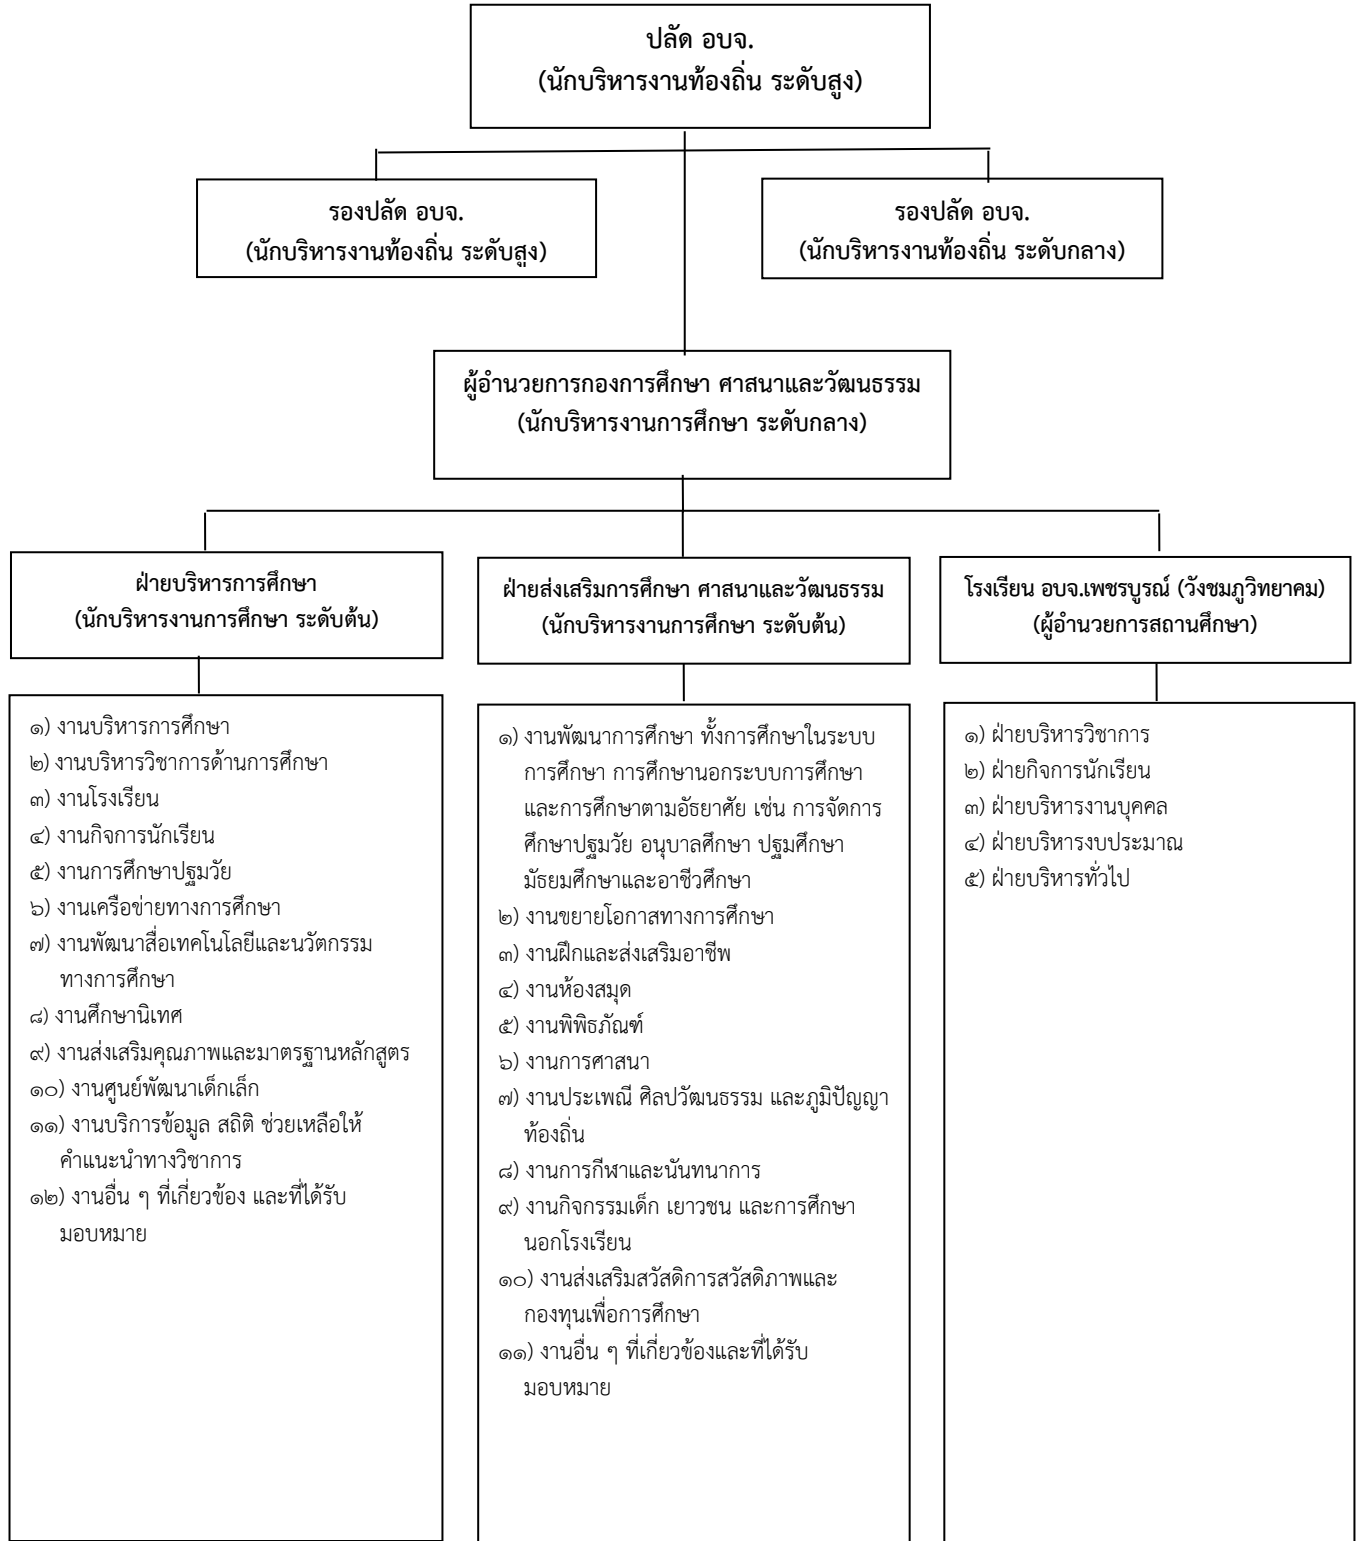 ปลัด อบจ.
(นักบริหารงานท้องถิ่น ระดับสูง)
รองปลัด อบจ.
(นักบริหารงานท้องถิ่น ระดับสูง)
รองปลัด อบจ.
(นักบริหารงานท้องถิ่น ระดับกลาง)
ผู้อำนวยการกองการศึกษา ศาสนาและวัฒนธรรม
(นักบริหารงานการศึกษา ระดับกลาง)
ฝ่ายบริหารการศึกษา
(นักบริหารงานการศึกษา ระดับต้น)
ฝ่ายส่งเสริมการศึกษา ศาสนาและวัฒนธรรม
(นักบริหารงานการศึกษา ระดับต้น)
โรงเรียน อบจ.เพชรบูรณ์ (วังชมภูวิทยาคม)
(ผู้อำนวยการสถานศึกษา)
๑) งานบริหารการศึกษา
๒) งานบริหารวิชาการด้านการศึกษา
๓) งานโรงเรียน
๔) งานกิจการนักเรียน
๕) งานการศึกษาปฐมวัย
๖) งานเครือข่ายทางการศึกษา
๗) งานพัฒนาสื่อเทคโนโลยีและนวัตกรรม
ทางการศึกษา
๘) งานศึกษานิเทศ
๙) งานส่งเสริมคุณภาพและมาตรฐานหลักสูตร
๑๐) งานศูนย์พัฒนาเด็กเล็ก
๑๑) งานบริการข้อมูล สถิติ ช่วยเหลือให้
คำแนะนำทางวิชาการ
๑๒) งานอื่น ๆ ที่เกี่ยวข้อง และที่ได้รับ
มอบหมาย
๑) งานพัฒนาการศึกษา ทั้งการศึกษาในระบบ
การศึกษา การศึกษานอกระบบการศึกษา
และการศึกษาตามอัธยาศัย เช่น การจัดการ
ศึกษาปฐมวัย อนุบาลศึกษา ปฐมศึกษา
มัธยมศึกษาและอาชีวศึกษา
๒) งานขยายโอกาสทางการศึกษา
๓) งานฝึกและส่งเสริมอาชีพ
๔) งานห้องสมุด
๕) งานพิพิธภัณฑ์
๖) งานการศาสนา
๗) งานประเพณี ศิลปวัฒนธรรม และภูมิปัญญา
ท้องถิ่น
๘) งานการกีฬาและนันทนาการ
๙) งานกิจกรรมเด็ก เยาวชน และการศึกษา
นอกโรงเรียน
๑๐) งานส่งเสริมสวัสดิการสวัสดิภาพและ
กองทุนเพื่อการศึกษา
๑๑) งานอื่น ๆ ที่เกี่ยวข้องและที่ได้รับ
มอบหมาย
๑) ฝ่ายบริหารวิชาการ
๒) ฝ่ายกิจการนักเรียน
๓) ฝ่ายบริหารงานบุคคล
๔) ฝ่ายบริหารงบประมาณ
๕) ฝ่ายบริหารทั่วไป